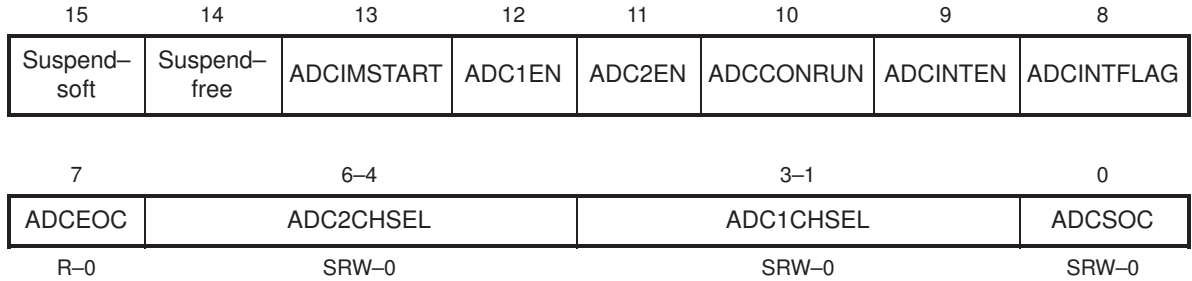 15 14 13 12 11 10 9 8
Suspend– Suspend– ADCIMSTART ADC1EN ADC2EN ADCCONRUN ADCINTEN ADCINTFLAG
soft free
7 6–4 3–1 0
ADCEOC ADC2CHSEL ADC1CHSEL ADCSOC
R–0 SRW–0 SRW–0 SRW–0